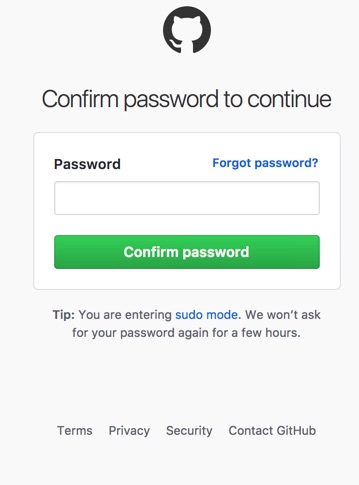 Confirm password to continue
Password Forgot password?
Confirm password
Tip: You are entering sudo mode. We won’t ask
for your password again for a few hours.
Terms Privacy Security Contact GitHub